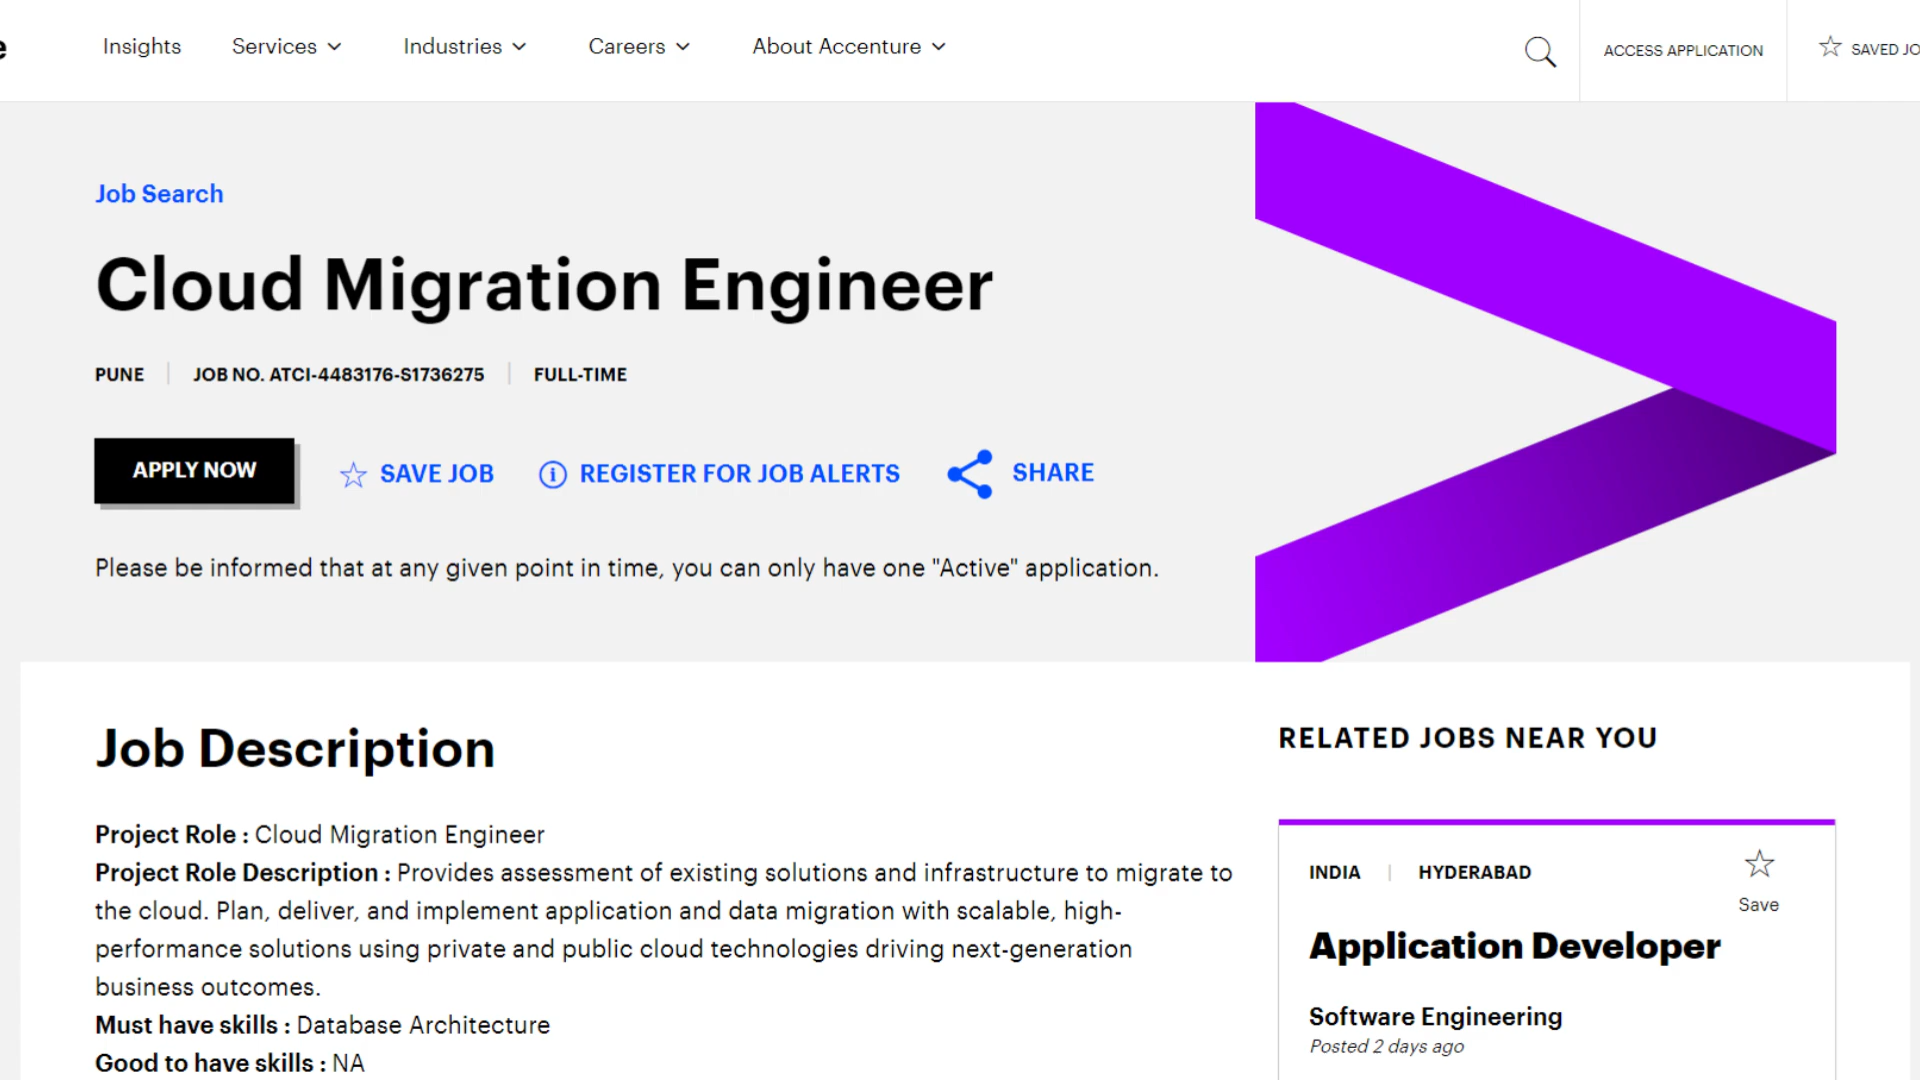 e
Insights Services Industries Careers About Accenture ACCESS APPLICATION SAVED JO
Job Search
Cloud Migration Engineer
PUNE JOB NO. ATCI-4483176-S1736275 FULL-TIME
APPLY NOW SAVE JOB REGISTER FOR JOB ALERTS SHARE
Please be informed that at any given point in time, you can only have one "Active" application.
Job Description
Project Role : Cloud Migration Engineer
Project Role Description : Provides assessment of existing solutions and infrastructure to migrate to
the cloud. Plan, deliver, and implement application and data migration with scalable, high-
performance solutions using private and public cloud technologies driving next-generation
business outcomes.
Must have skills : Database Architecture
Good to have skills : NA
RELATED JOBS NEAR YOU
INDIA HYDERABAD
Save
Application Developer
Software Engineering
Posted 2 days ago